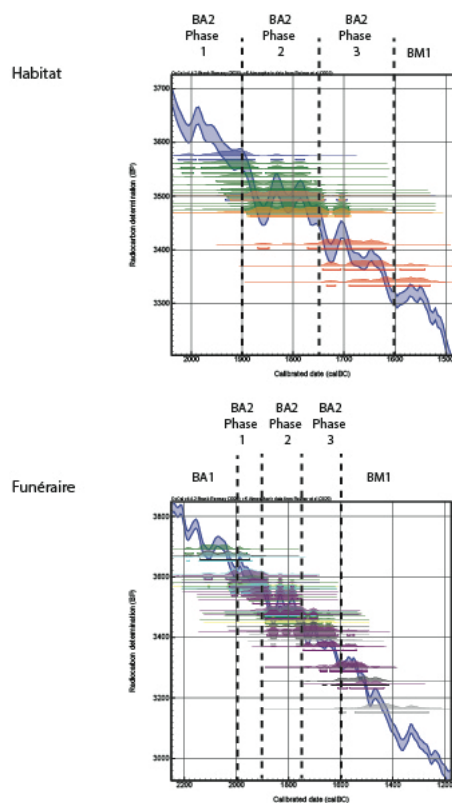 Habitat
BA2 Phase 1
BA2 Phase 2
BA2 Phase 3
BM1
3700
3600
3500
3400
3300
Radiocarbon determination (BP)
2000 1900 1800 1700 1600 1500
Calibrated date (calBC)
Funéraire
BA1
BA2 Phase 1
BA2 Phase 2
BA2 Phase 3
BM1
3600
3400
3200
3000
Radiocarbon determination (BP)
2200 2000 1800 1600 1400 1200
Calibrated date (calBC)